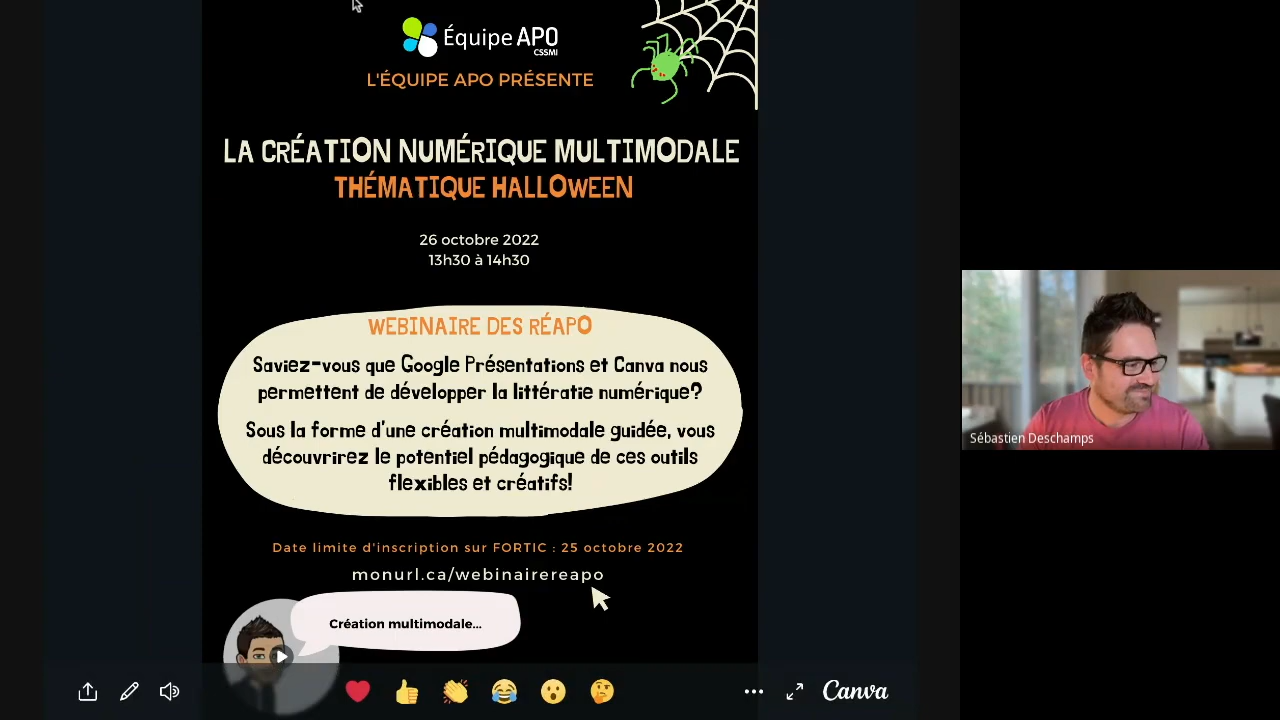 Équipe APO
CSSMI
L'ÉQUIPE APO PRÉSENTE
LA CRÉATION NUMÉRIQUE MULTIMODALE
THÉMATIQUE HALLOWEEN
26 octobre 2022
13h30 à 14h30
WEBINAIRE DES RÉAPO
Saviez-vous que Google Présentations et Canva nous
permettent de développer la littératie numérique?
Sous la forme d'une création multimodale guidée, vous
découvrirez le potentiel pédagogique de ces outils
flexibles et créatifs!
Date limite d'inscription sur FORTIC : 25 octobre 2022
monurl.ca/webinairereapo
Création multimodale...
Canva
Sébastien Deschamps